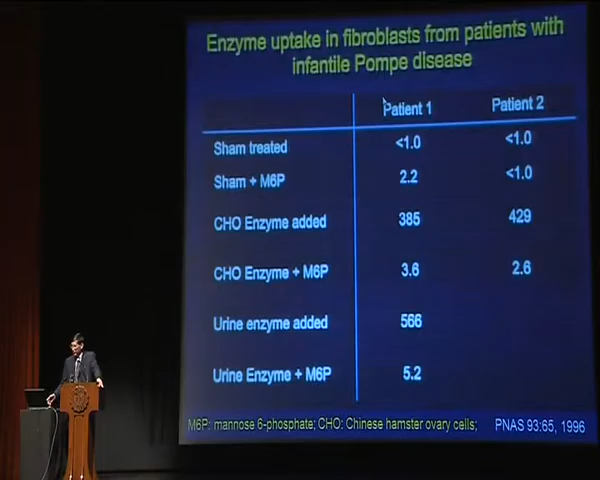 Enzyme uptake in fibroblasts from patients with
infantile Pompe disease
Patient 1 Patient 2
Sham treated <1.0 <1.0
Sham + M6P 2.2 <1.0
CHO Enzyme added 385 429
CHO Enzyme + M6P 3.6 2.6
Urine enzyme added 566
Urine Enzyme + M6P 5.2
M6P: mannose 6-phosphate; CHO: Chinese hamster ovary cells; PNAS 93:65, 1996